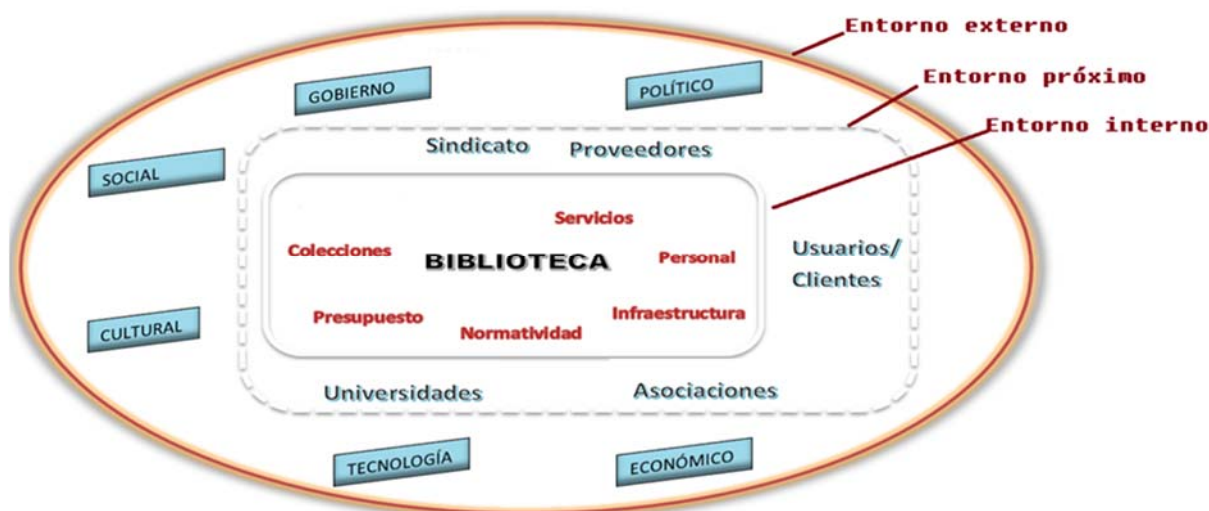 Entorno externo
GOBIERNO
POLÍTICO
Entorno próximo
Entorno interno
Sindicato
Proveedores
SOCIAL
Servicios
Colecciones
BIBLIOTECA
Personal
Usuarios/
Clientes
Presupuesto
Normatividad
Infraestructura
CULTURAL
Universidades
Asociaciones
TECNOLOGÍA
ECONÓMICO